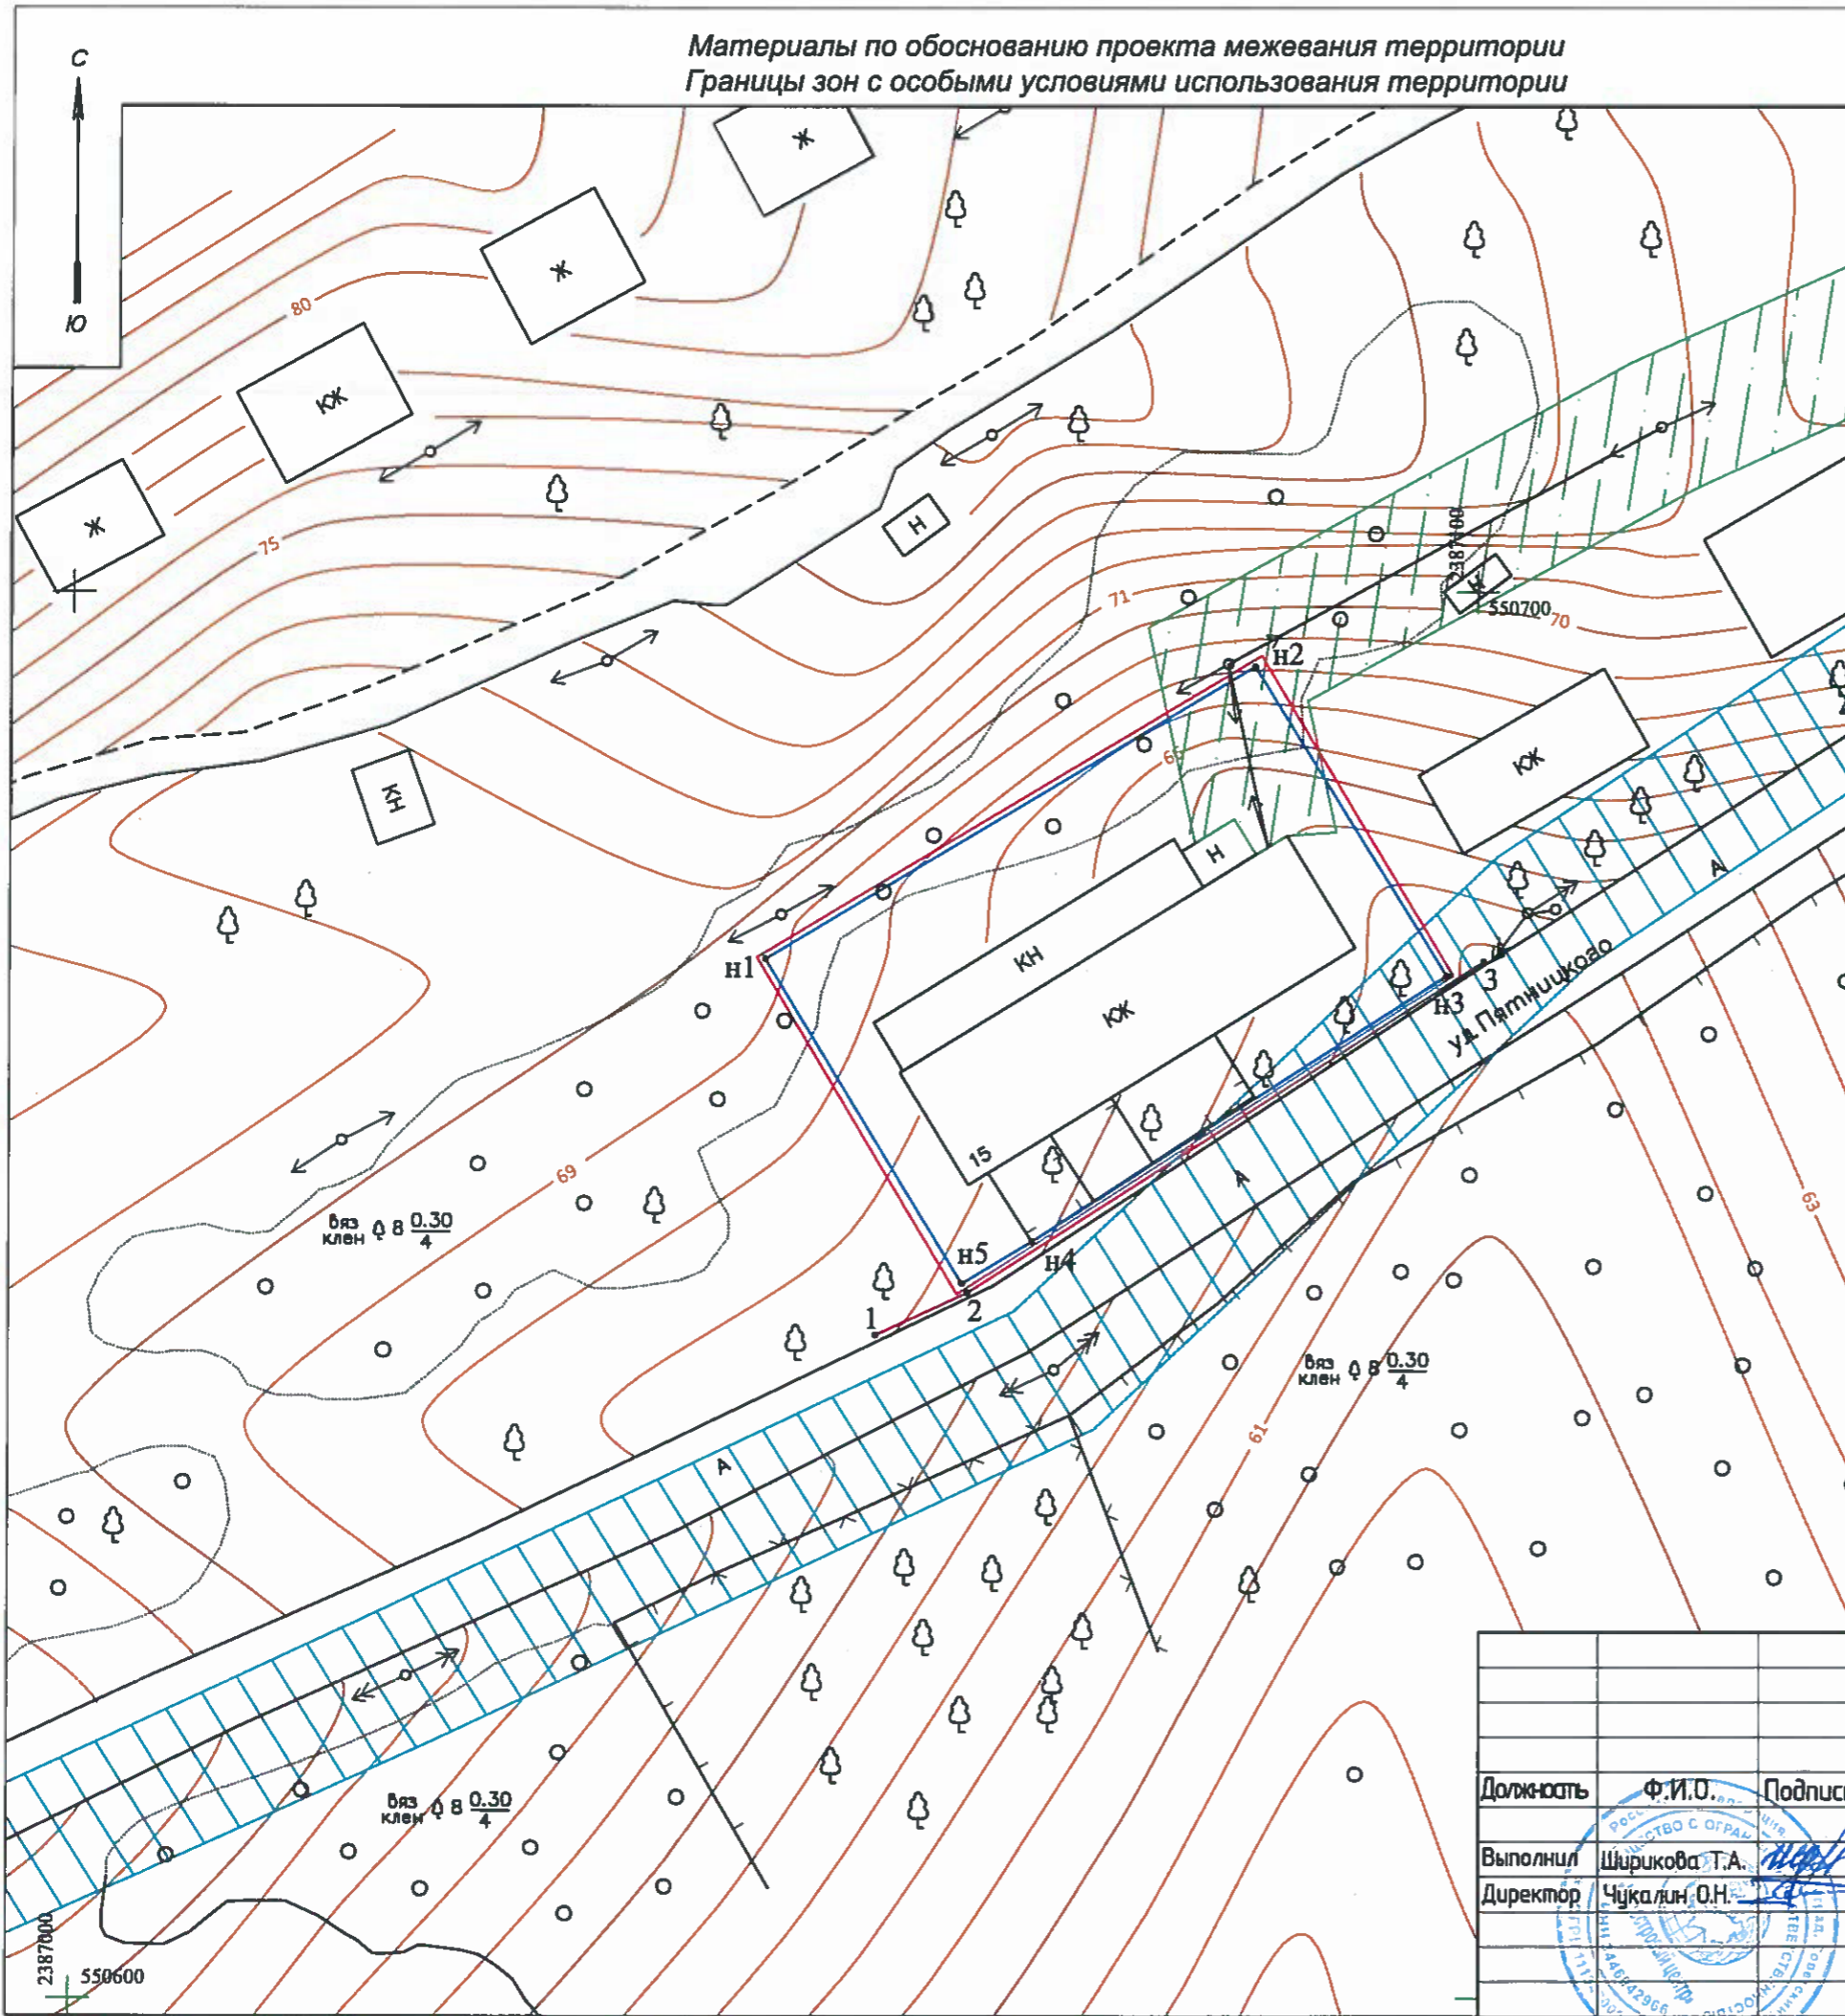 Материалы по обоснованию проекта межевания территории
Границы зон с особыми условиями использования территории
С
Ю
Ж
80
Ж
КЖ
Ж
75
Н
2387100
Н
550700
71
70
н2
КЖ
КН
Н
н1
КН
КЖ
А
3
н3
ул.Пятницкого
15
А
69
63
вяз
клен 8 0.30
4
н5
н4
1
2
вяз
клен 8 0.30
4
61
А
вяз
клен 8 0.30
4
2387000
550600
Должность Ф.И.О.
Выполнил Ширикова Т.А.
Директор Чукалин О.Н.